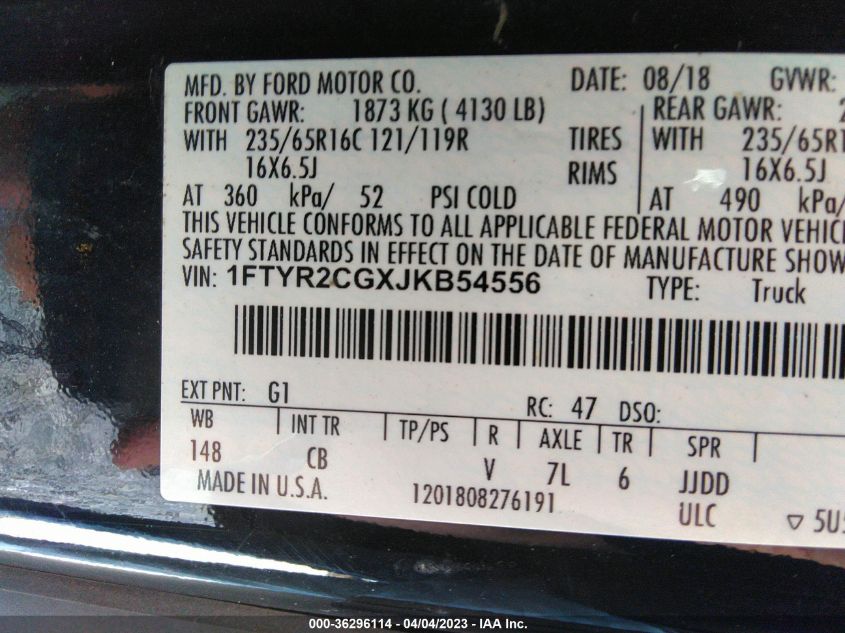 MFD. BY FORD MOTOR CO. DATE: 08/18 GVWR:
FRONT GAWR: 1873 KG ( 4130 LB) REAR GAWR: 2
WITH 235/65R16C 121/119R TIRES WITH 235/65R1
16X6.5J RIMS 16X6.5J
AT 360 kPa/ 52 PSI COLD AT 490 kPa/
THIS VEHICLE CONFORMS TO ALL APPLICABLE FEDERAL MOTOR VEHIC
SAFETY STANDARDS IN EFFECT ON THE DATE OF MANUFACTURE SHOW
VIN: 1FTYR2CGXJKB54556 TYPE: Truck
EXT PNT: G1 RC: 47 DSO:
WB INT TR TP/PS R AXLE TR SPR
148 CB V 7L 6 JJDD
MADE IN U.S.A. 1201808276191 ULC ▽ 5U5
000-36296114 - 04/04/2023 - IAA Inc.